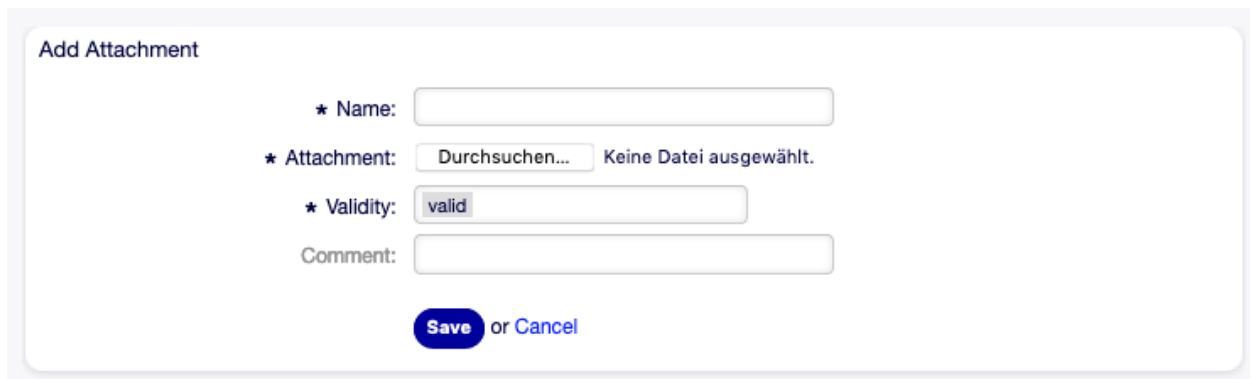 Add Attachment
★ Name:
★ Attachment: Durchsuchen... Keine Datei ausgewählt.
★ Validity: valid
Comment:
Save or Cancel